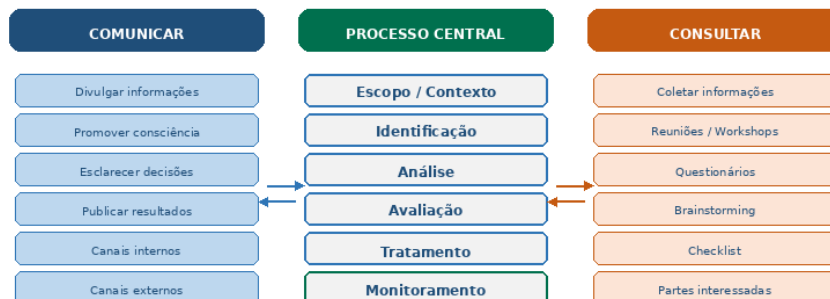 COMUNICAR
Divulgar informações
Promover consciência
Esclarecer decisões
Publicar resultados
Canais internos
Canais externos
PROCESSO CENTRAL
Escopo / Contexto
Identificação
Análise
Avaliação
Tratamento
Monitoramento
CONSULTAR
Coletar informações
Reuniões / Workshops
Questionários
Brainstorming
Checklist
Partes interessadas